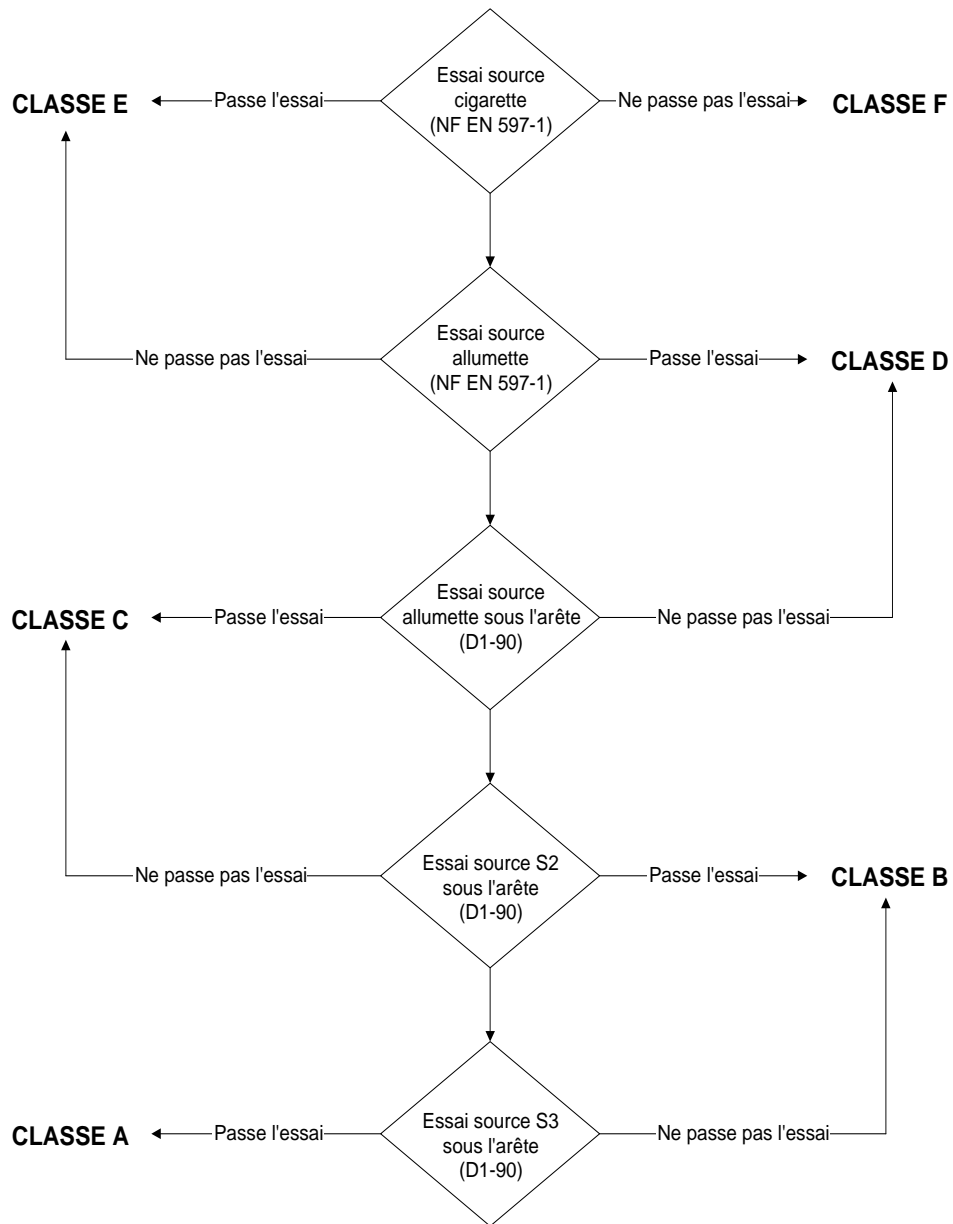 Essai source
cigarette
(NF EN 597-1)
CLASSE E
Passe l'essai
Ne passe pas l'essai
CLASSE F
Essai source
allumette
(NF EN 597-1)
Ne passe pas l'essai
Passe l'essai
CLASSE D
Essai source
allumette sous l'arête
(D1-90)
CLASSE C
Passe l'essai
Ne passe pas l'essai
Essai source S2
sous l'arête
(D1-90)
Ne passe pas l'essai
Passe l'essai
CLASSE B
Essai source S3
sous l'arête
(D1-90)
CLASSE A
Passe l'essai
Ne passe pas l'essai